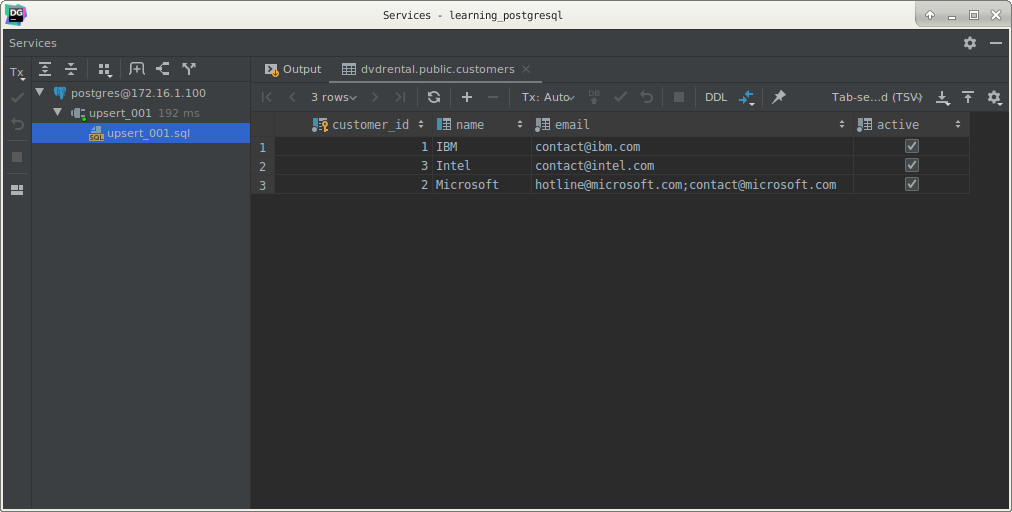 DG
Services - learning_postgresql
Services
Tx
postgres@172.16.1.100
upsert_001 192 ms
SQL upsert_001.sql
Output dvdrental.public.customers
3 rows Tx: Auto DB DDL Tab-se...d (TSV)
customer_id name email active
1 1 IBM contact@ibm.com
2 3 Intel contact@intel.com
3 2 Microsoft hotline@microsoft.com;contact@microsoft.com